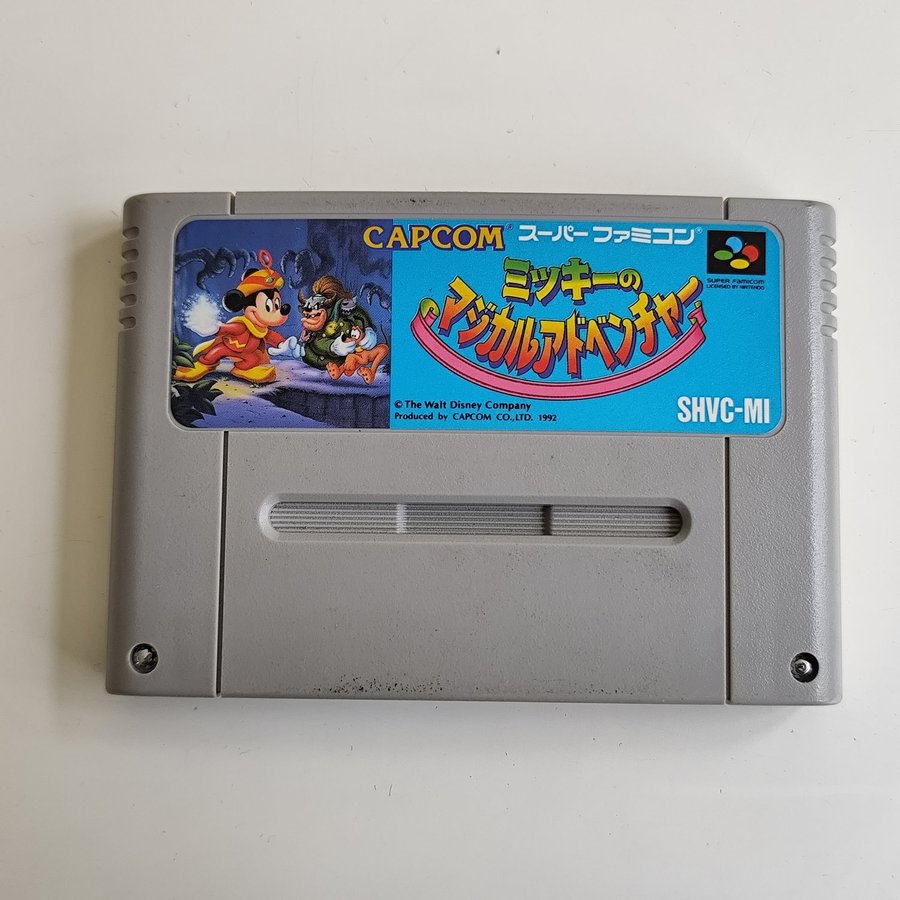 CAPCOM® スーパーファミコン®
ミッキーの
マジカルアドベンチャー
SUPER FAMICOM
LICENSED BY NINTENDO
© The Walt Disney Company
Produced by CAPCOM CO.,LTD. 1992
SHVC-MI